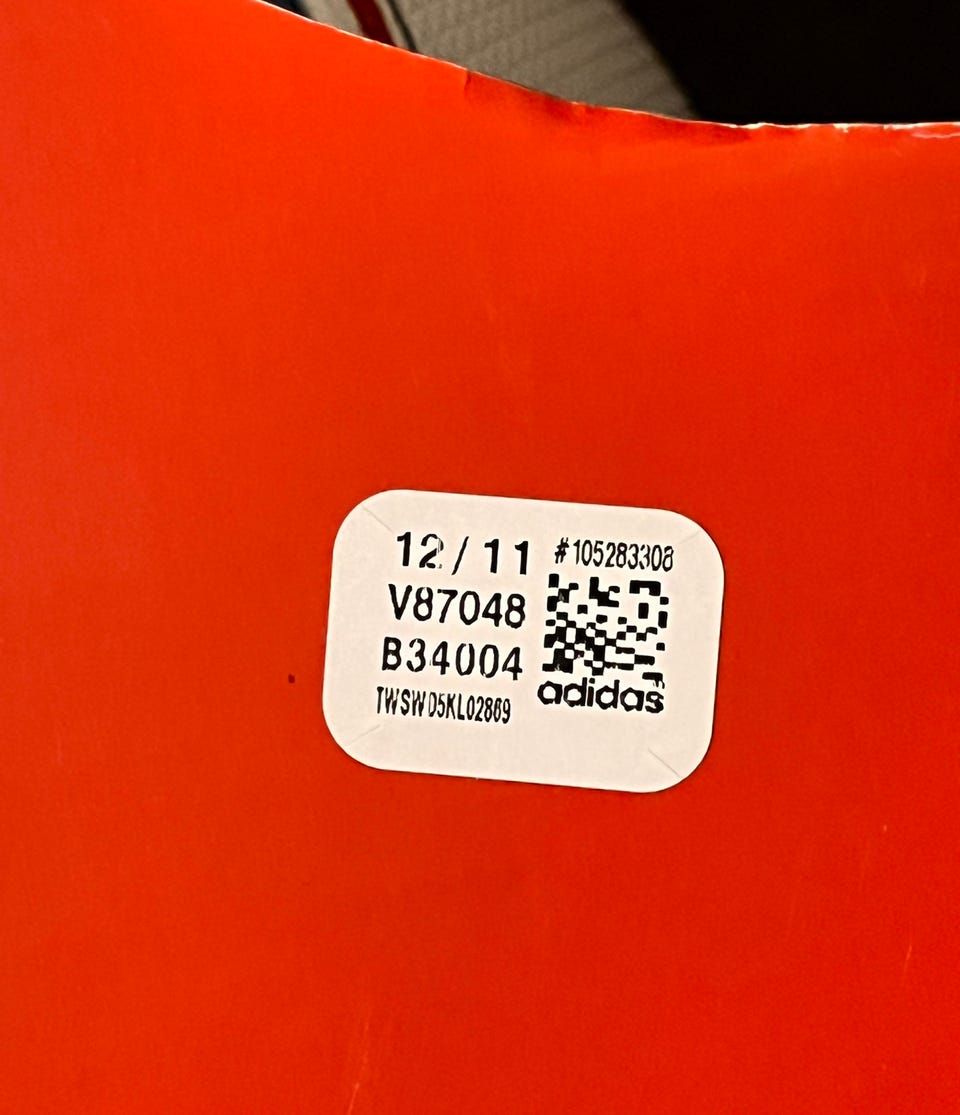 12/11 #105283308
V87048
B34004
adidas
TWSWD5KL02869